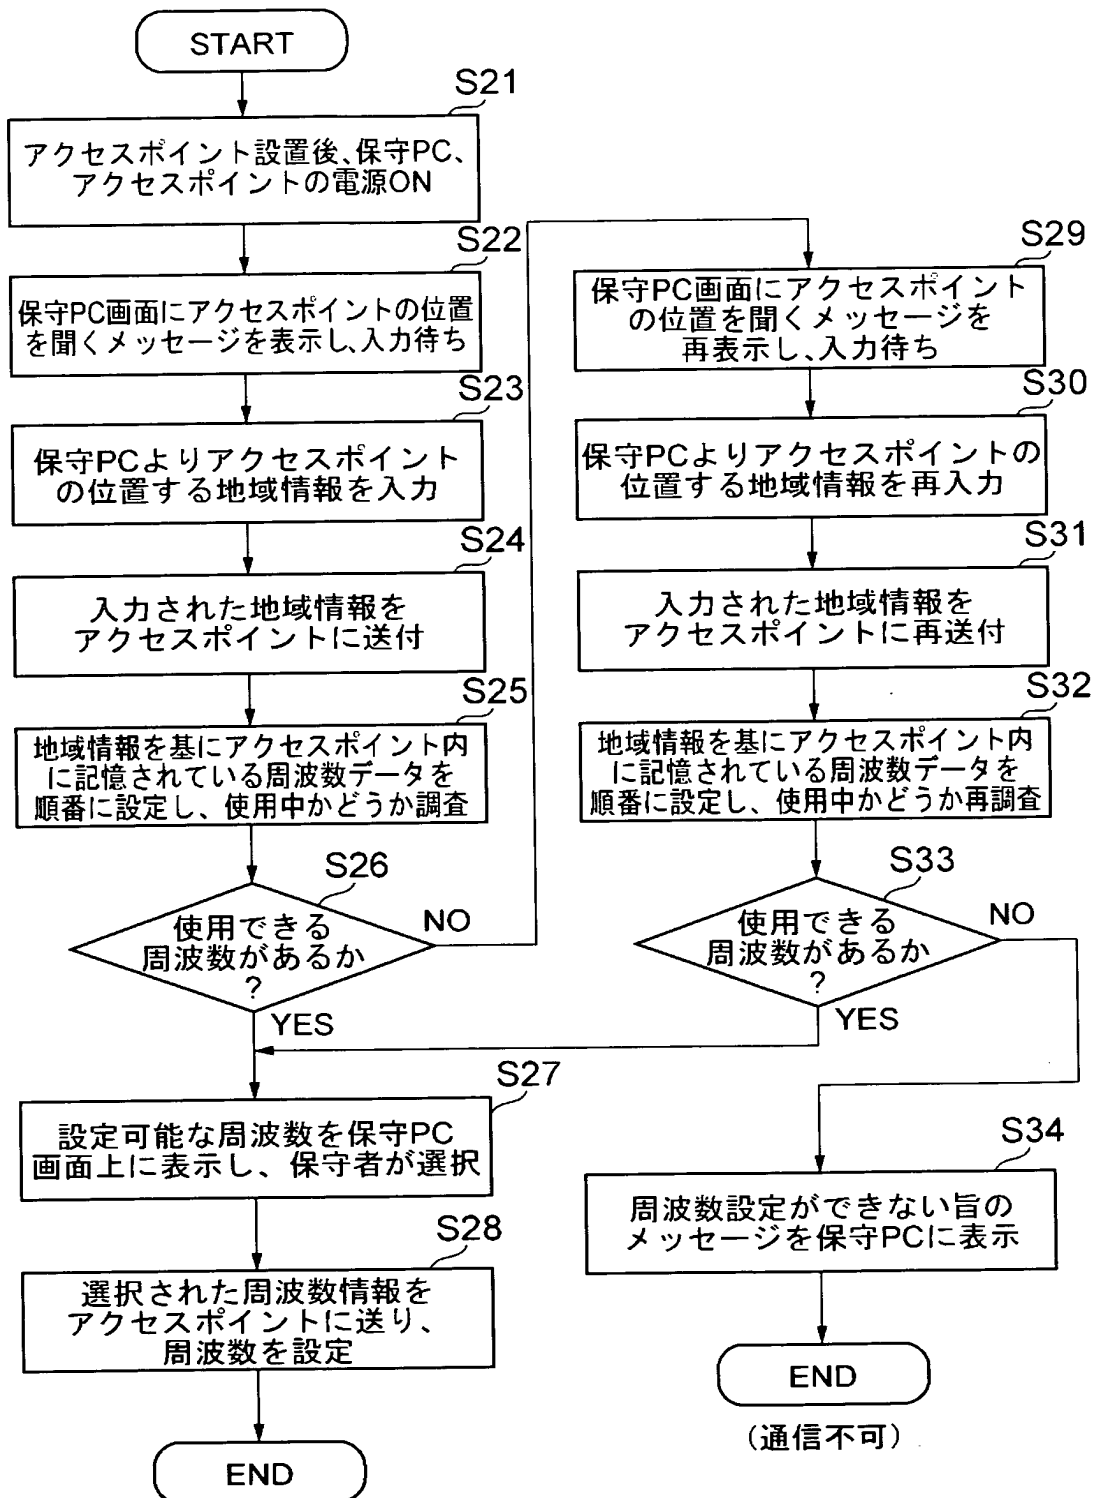 START
S21
アクセスポイント設置後、保守PC、
アクセスポイントの電源ON
S22
保守PC画面にアクセスポイントの位置
を聞くメッセージを表示し、入力待ち
S23
保守PCよりアクセスポイント
の位置する地域情報を入力
S24
入力された地域情報を
アクセスポイントに送付
S25
地域情報を基にアクセスポイント内
に記憶されている周波数データを
順番に設定し、使用中かどうか調査
S26
使用できる
周波数があるか
?
NO
YES
S27
設定可能な周波数を保守PC
画面上に表示し、保守者が選択
S28
選択された周波数情報を
アクセスポイントに送り、
周波数を設定
END
S29
保守PC画面にアクセスポイント
の位置を聞くメッセージを
再表示し、入力待ち
S30
保守PCよりアクセスポイントの
位置する地域情報を再入力
S31
入力された地域情報を
アクセスポイントに再送付
S32
地域情報を基にアクセスポイント内
に記憶されている周波数データを
順番に設定し、使用中かどうか再調査
S33
使用できる
周波数があるか
?
NO
YES
S34
周波数設定ができない旨の
メッセージを保守PCに表示
END
(通信不可)